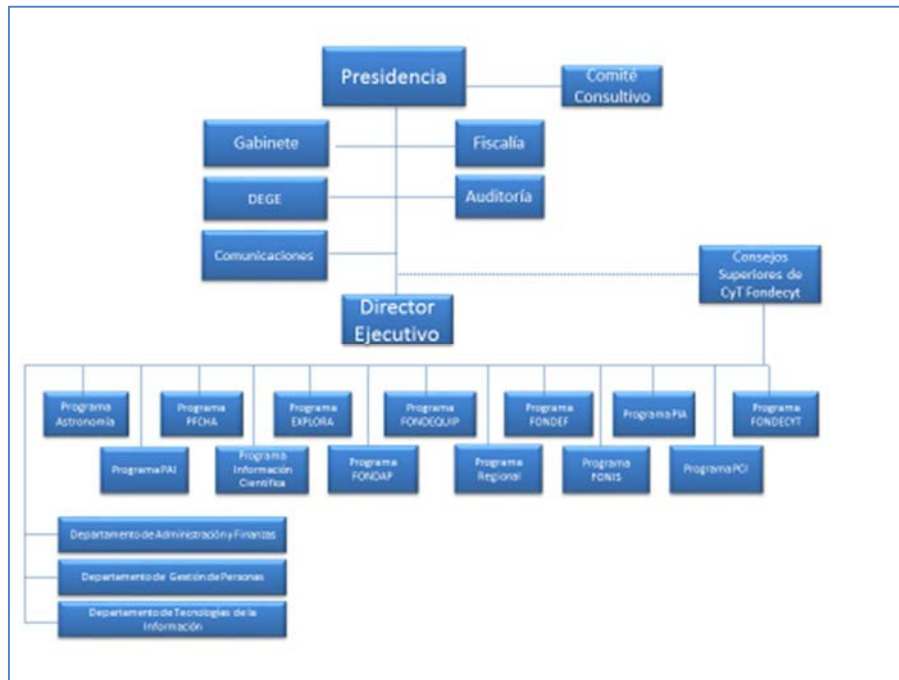 Presidencia
Comité
Consultivo
Gabinete
Fiscalía
DEGE
Auditoría
Comunicaciones
Consejos
Superiores de
CyT Fondecyt
Director
Ejecutivo
Programa
Astronomía
Programa
PFCHA
Programa
EXPLORA
Programa
FONDEQUIP
Programa
FONDEF
Programa PIA
Programa
FONDECYT
Programa PAI
Programa
Información
Científica
Programa
FONDAP
Programa
Regional
Programa
FONIS
Programa PCI
Departamento de Administración y Finanzas
Departamento de Gestión de Personas
Departamento de Tecnologías de la
Información